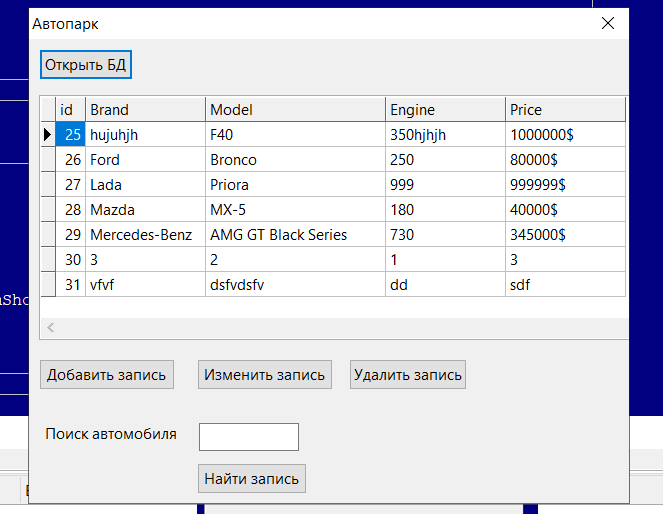 Автопарк
Открыть БД
id Brand Model Engine Price
25 hujuhjh F40 350hjhjh 1000000$
26 Ford Bronco 250 80000$
27 Lada Priora 999 999999$
28 Mazda MX-5 180 40000$
29 Mercedes-Benz AMG GT Black Series 730 345000$
30 3 2 1 3
31 vfvf dsfvdsfv dd sdf
Добавить запись Изменить запись Удалить запись
Поиск автомобиля
Найти запись